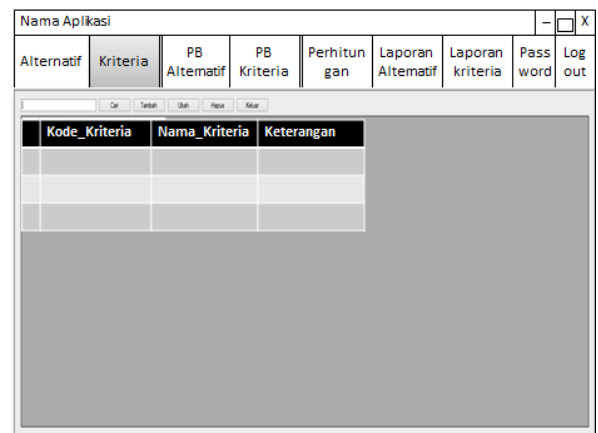 Nama Aplikasi – X
Alternatif Kriteria PB Alternatif PB Kriteria Perhitun gan Laporan Alternatif Laporan kriteria Pass word Log out
Cari Tambah Ubah Hapus Keluar
Kode_Kriteria Nama_Kriteria Keterangan